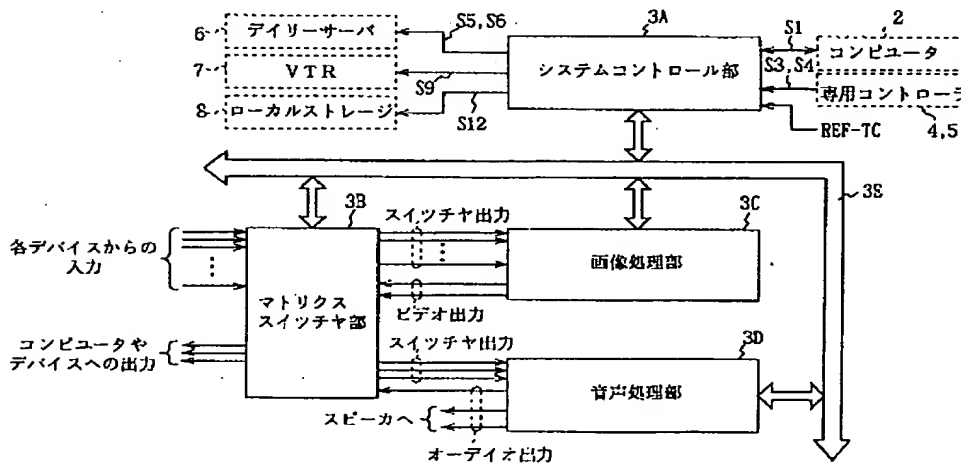 6
デイリーサーバ
S5,S6
3A
2
S1
コンピュータ
7
VTR
S9
システムコントロール部
S3,S4
専用コントローラ
8
ローカルストレージ
S12
4,5
REF-TC
3S
3B
スイッチャ出力
3C
各デバイスからの
入力
画像処理部
マトリクス
スイッチャ部
ビデオ出力
コンピュータや
デバイスへの出力
スイッチャ出力
3D
音声処理部
スピーカへ
オーディオ出力